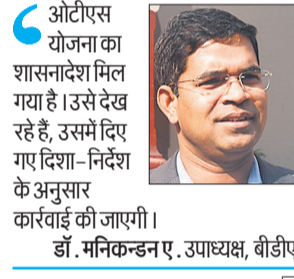 ओटीएस
योजना का
शासनादेश मिल
गया है । उसे देख
रहे हैं, उसमें दिए
गए दिशा-निर्देश
के अनुसार
कार्रवाई की जाएगी ।
डॉ . मनिकन्डन ए . उपाध्यक्ष, बीडीए